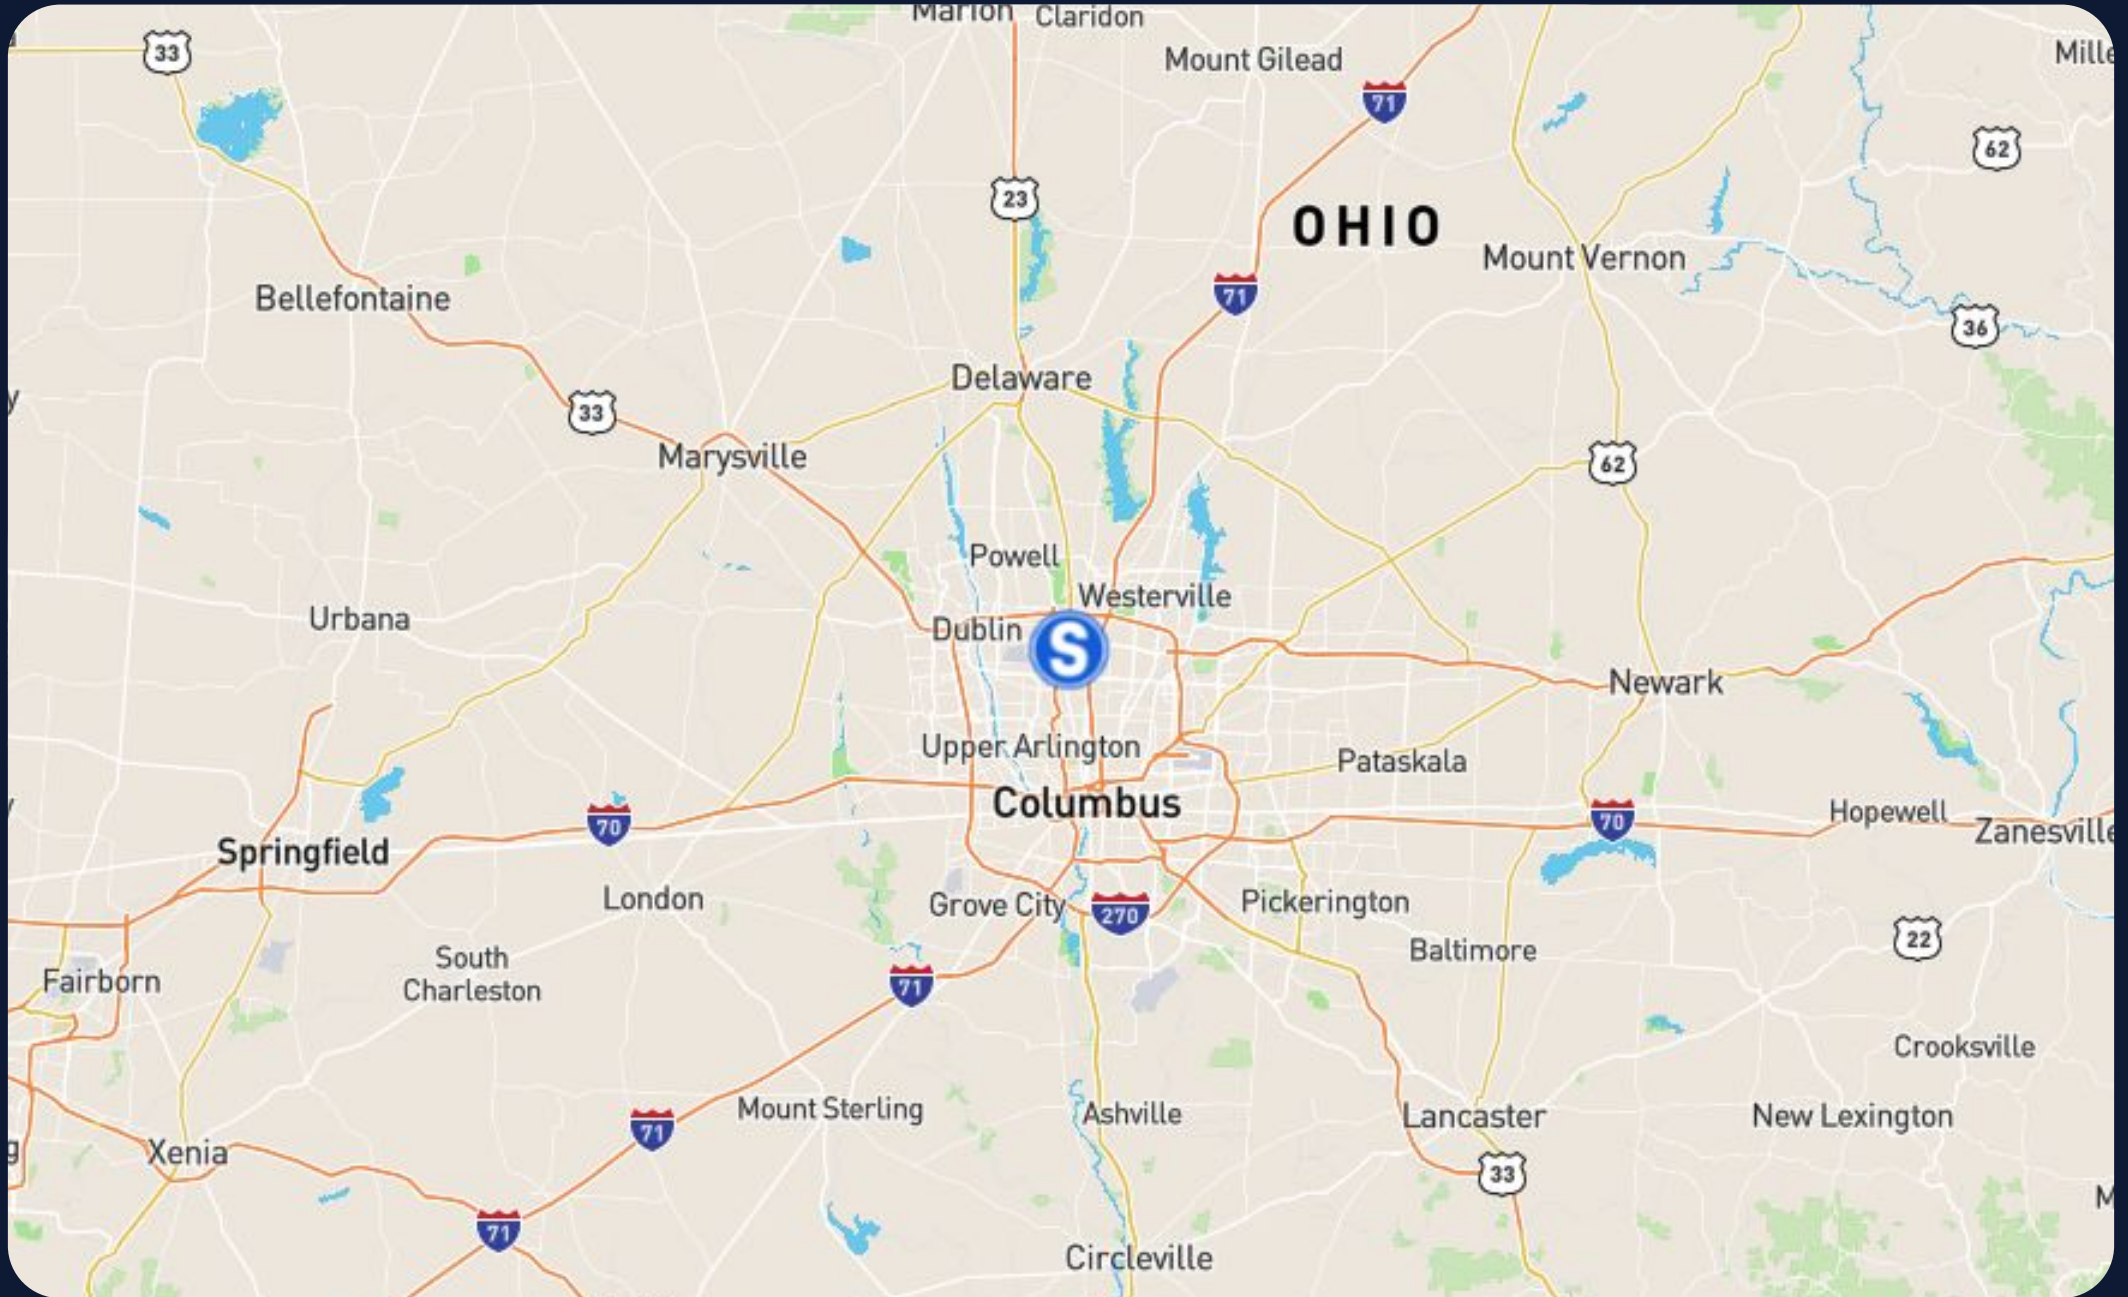 Marion
Claridon
33
Mount Gilead
Mille
71
62
23
OHIO
Mount Vernon
71
Bellefontaine
36
Delaware
33
Marysville
62
Powell
Westerville
Urbana
Dublin
S
Newark
Upper Arlington
Pataskala
Columbus
Hopewell
70
70
Zanesville
Springfield
London
Grove City
270
Pickerington
22
Baltimore
South
Charleston
Fairborn
71
Crooksville
Mount Sterling
Ashville
Lancaster
New Lexington
71
Xenia
33
M
71
Circleville